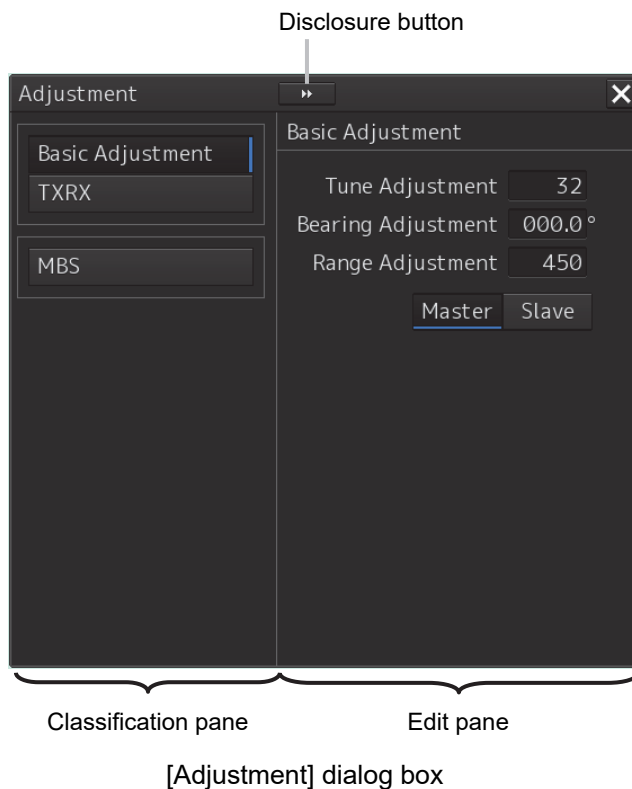 Disclosure button
Adjustment
Basic Adjustment
TXRX
MBS
Basic Adjustment
Tune Adjustment 32
Bearing Adjustment 000.0°
Range Adjustment 450
Master Slave
Classification pane
Edit pane
[Adjustment] dialog box